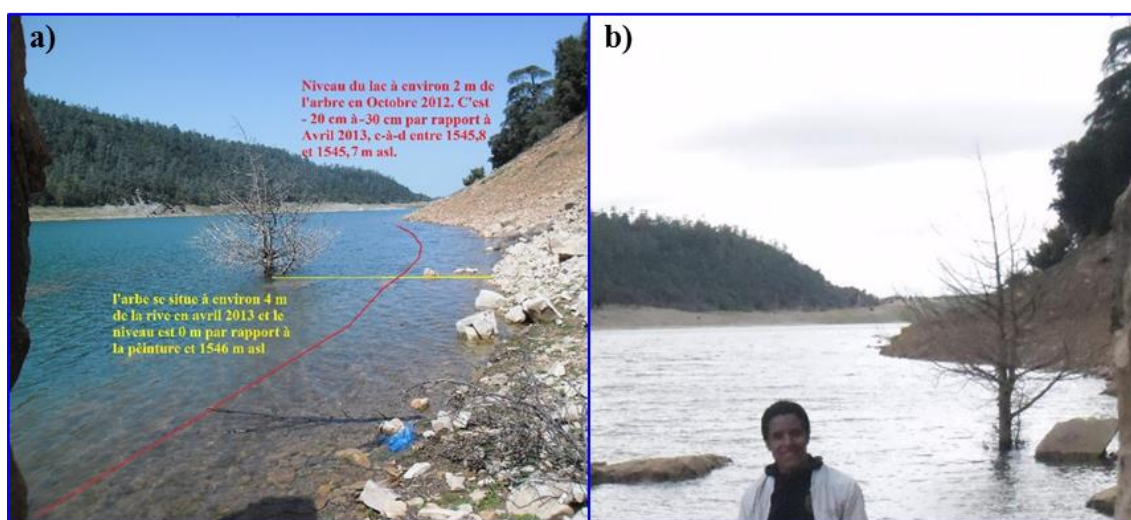 a)
Niveau du lac à environ 2 m de
l'arbre en Octobre 2012. C'est
- 20 cm à -30 cm par rapport à
Avril 2013, c-à-d entre 1545,8
et 1545,7 m asl.
l'arbe se situe à environ 4 m
de la rive en avril 2013 et le
niveau est 0 m par rapport à
la pêinture et 1546 m asl
b)